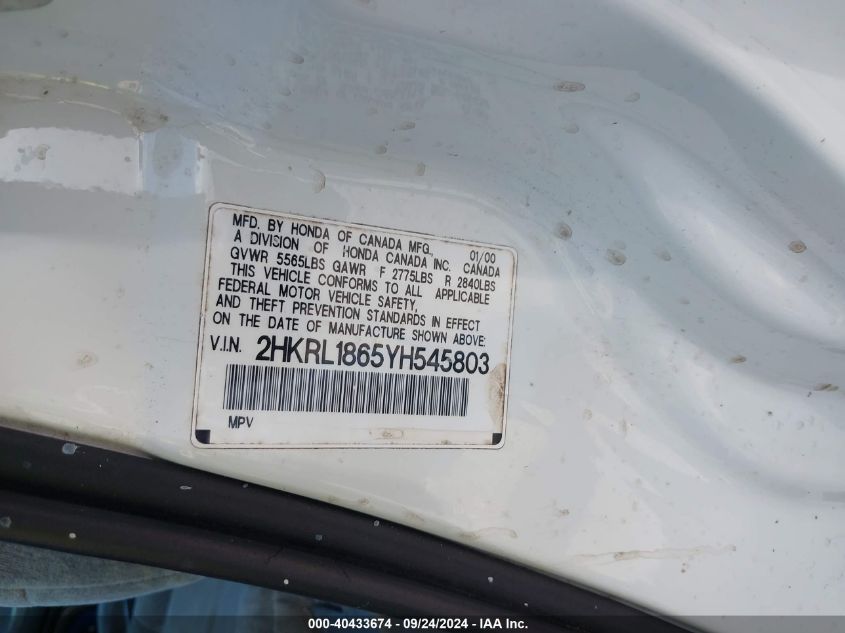 MFD. BY HONDA OF CANADA MFG., 01/00
A DIVISION OF HONDA CANADA INC. CANADA
GVWR 5565LBS GAWR F 2775LBS R 2840LBS
THIS VEHICLE CONFORMS TO ALL APPLICABLE
FEDERAL MOTOR VEHICLE SAFETY,
AND THEFT PREVENTION STANDARDS IN EFFECT
ON THE DATE OF MANUFACTURE SHOWN ABOVE:
V.I.N. 2HKRL1865YH545803
MPV
000-40433674 - 09/24/2024 - IAA Inc.